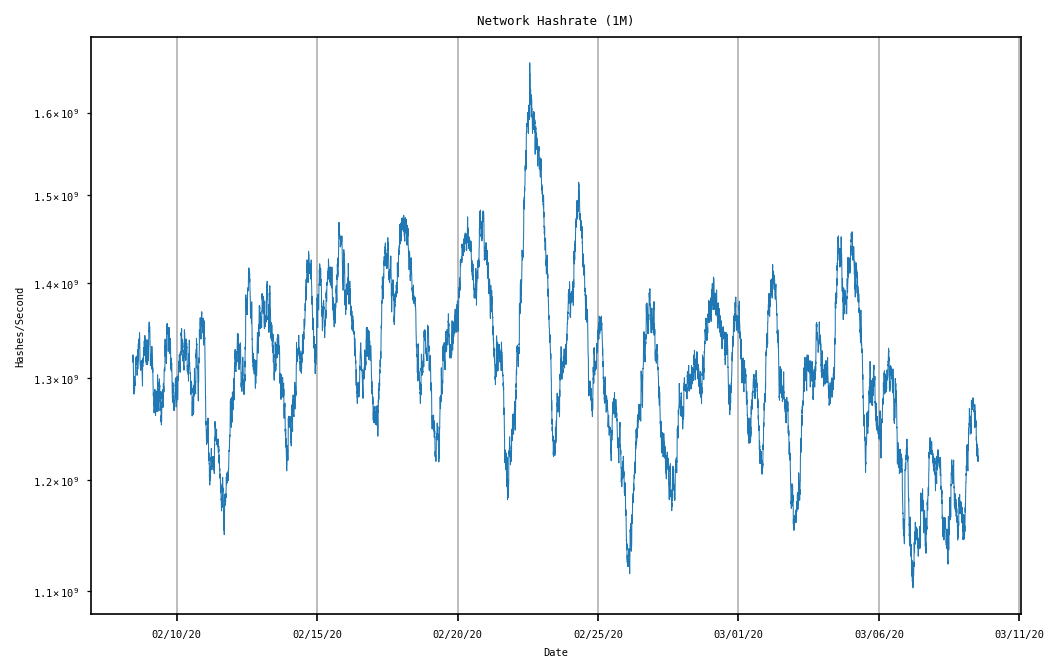 Network Hashrate (1M)
Hashes/Second
1.6×10⁹
1.5×10⁹
1.4×10⁹
1.3×10⁹
1.2×10⁹
1.1×10⁹
02/10/20 02/15/20 02/20/20 02/25/20 03/01/20 03/06/20 03/11/20
Date